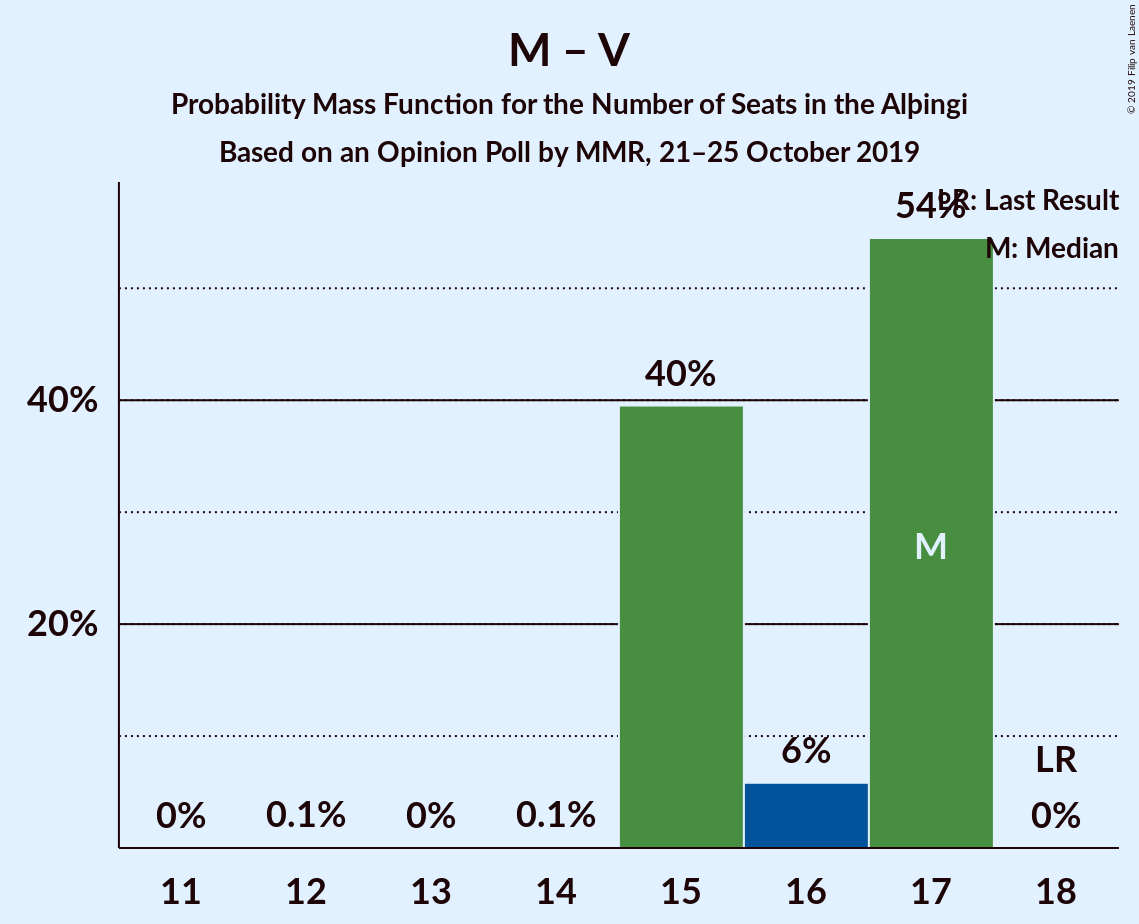 M – V
Probability Mass Function for the Number of Seats in the Alþingi
Based on an Opinion Poll by MMR, 21–25 October 2019
© 2019 Filip van Laenen
LR: Last Result
M: Median
54%
40%
40%
M
20%
6%
LR
0%
0.1%
0%
0.1%
0%
11
12
13
14
15
16
17
18